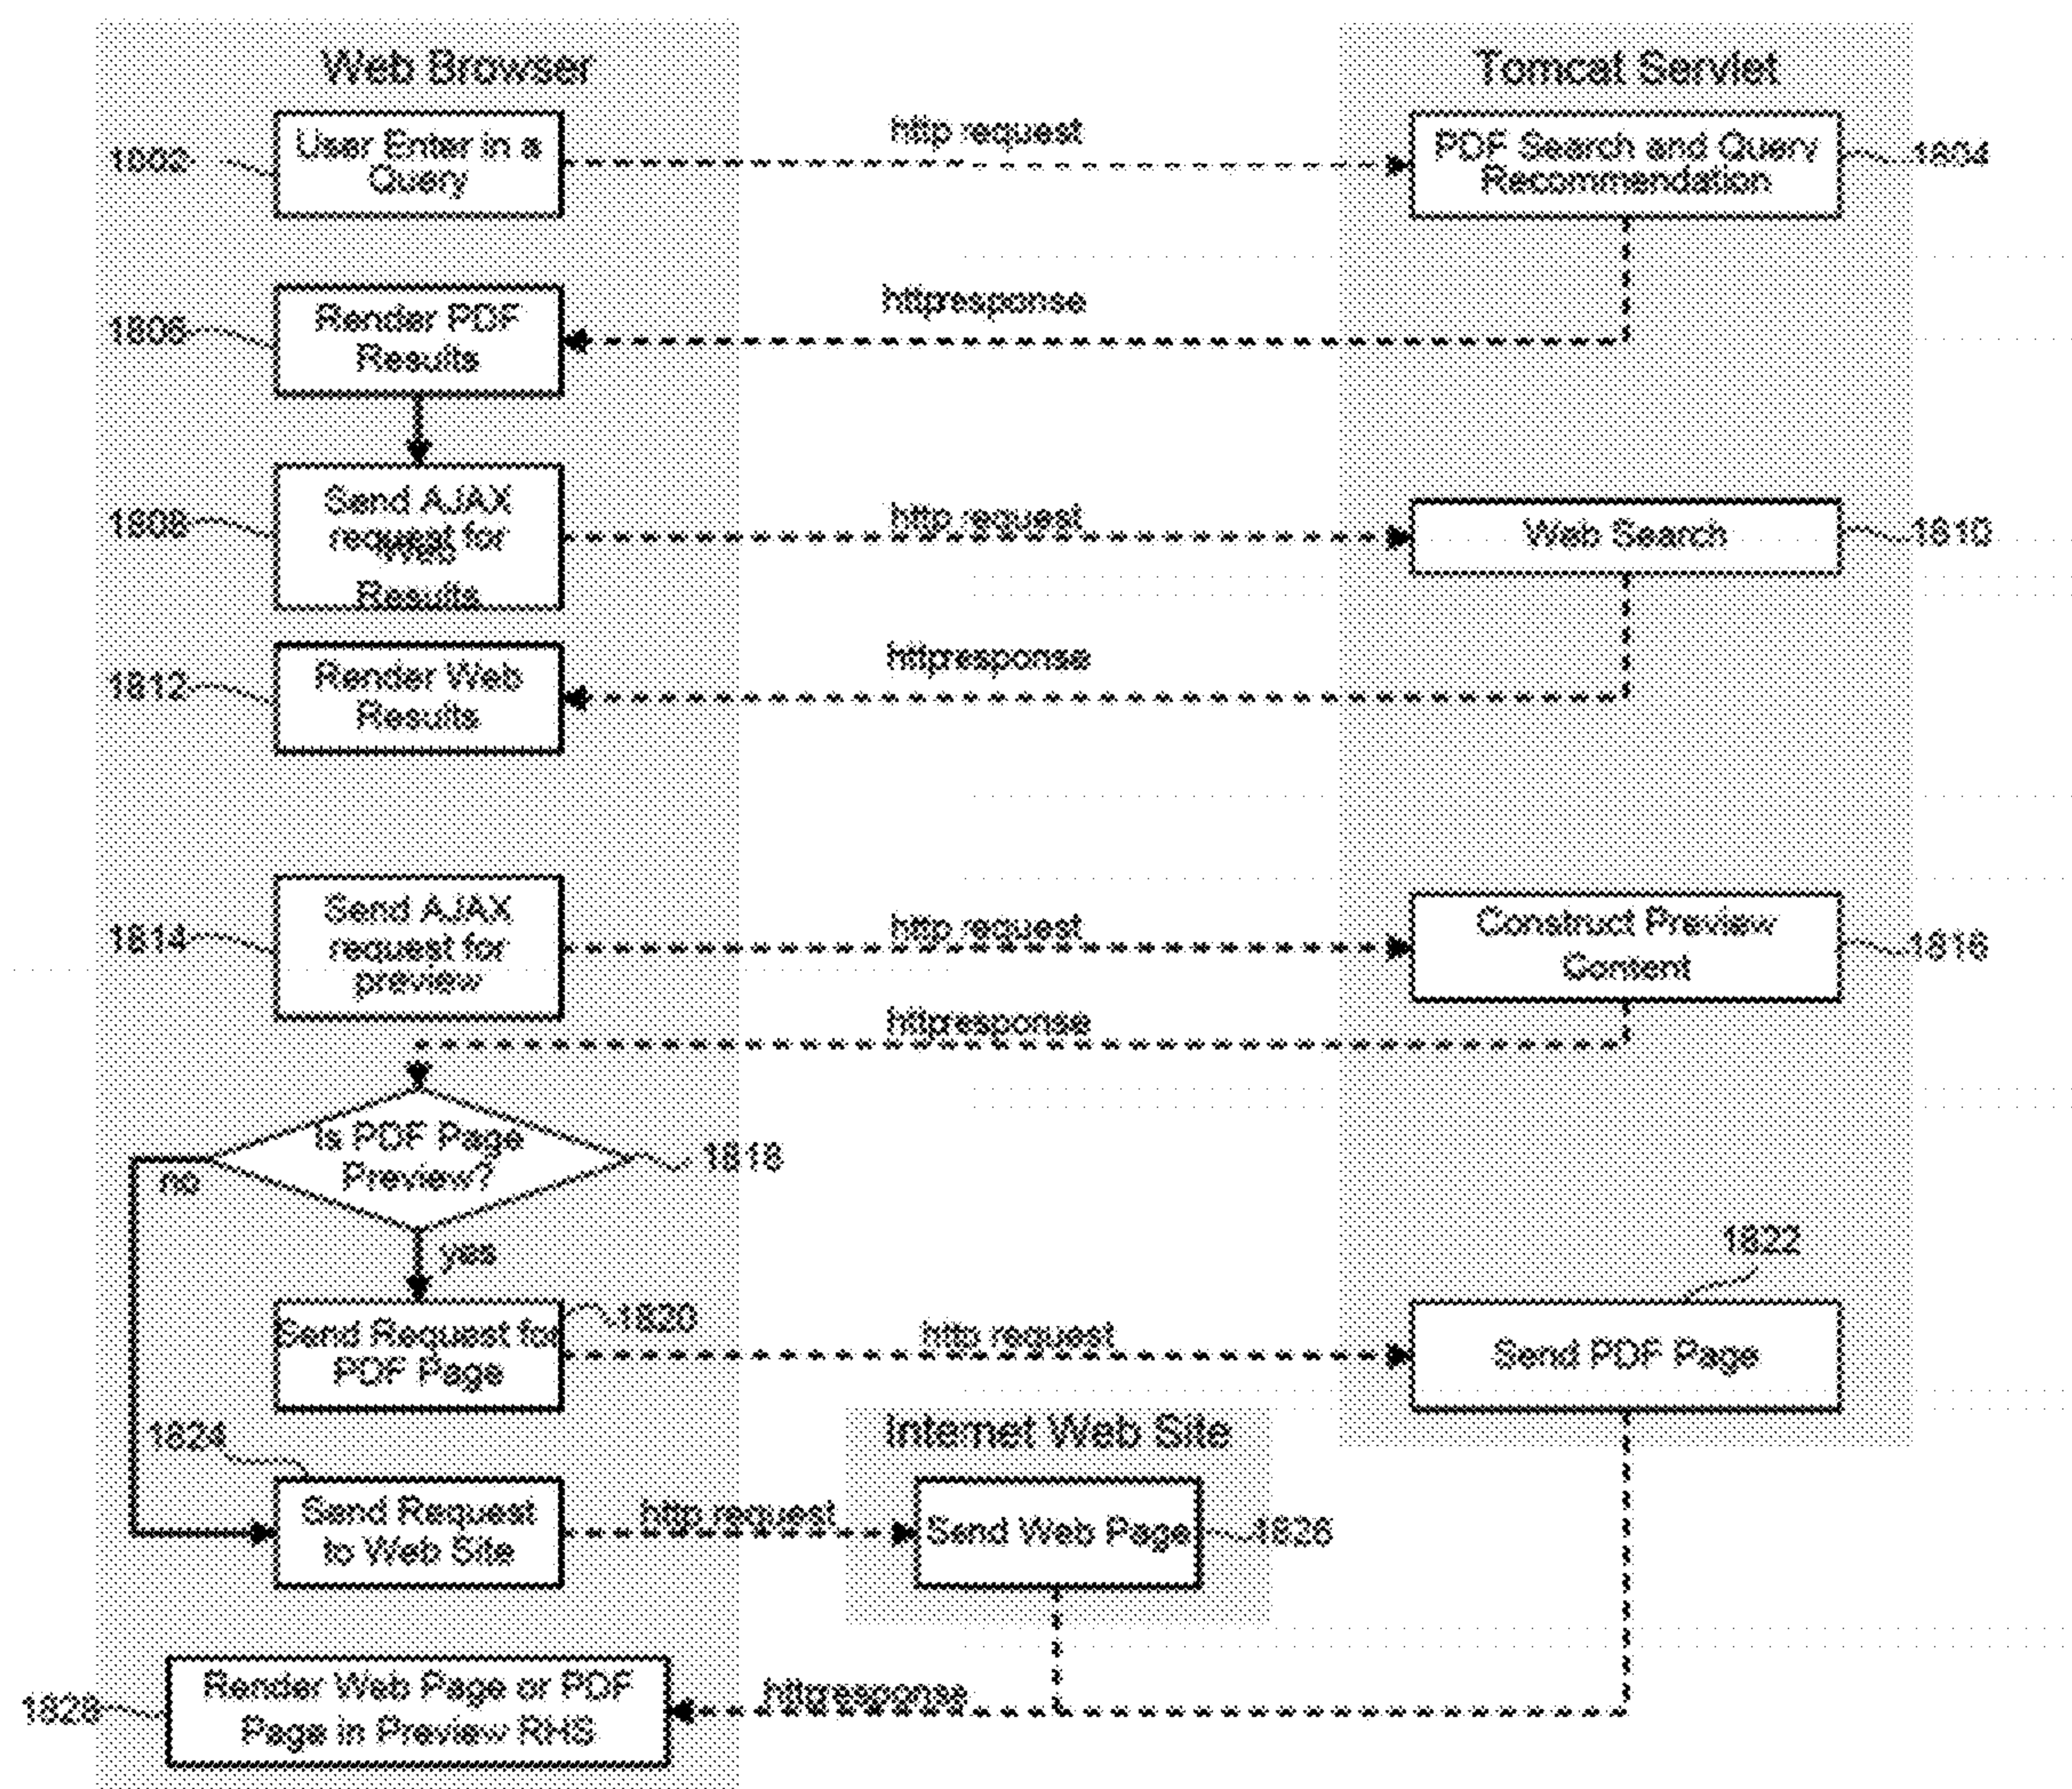 Web Browser
Tomcat Servlet
User Enter in a
Query
http request
PDF Search and Query
Recommendation
1802
1804
Render PDF
Results
httpresponse
1806
Send AJAX
request for
Web
Results
http request
Web Search
1808
1810
Render Web
Results
httpresponse
1812
Send AJAX
request for
preview
http request
Construct Preview
Content
1814
1816
httpresponse
Is PDF Page
Preview?
1818
no
yes
1822
Send Request for
PDF Page
1820
http request
Send PDF Page
1824
Internet Web Site
Send Request
to Web Site
http request
Send Web Page
1826
Render Web Page or PDF
Page in Preview RHS
httpresponse
1828